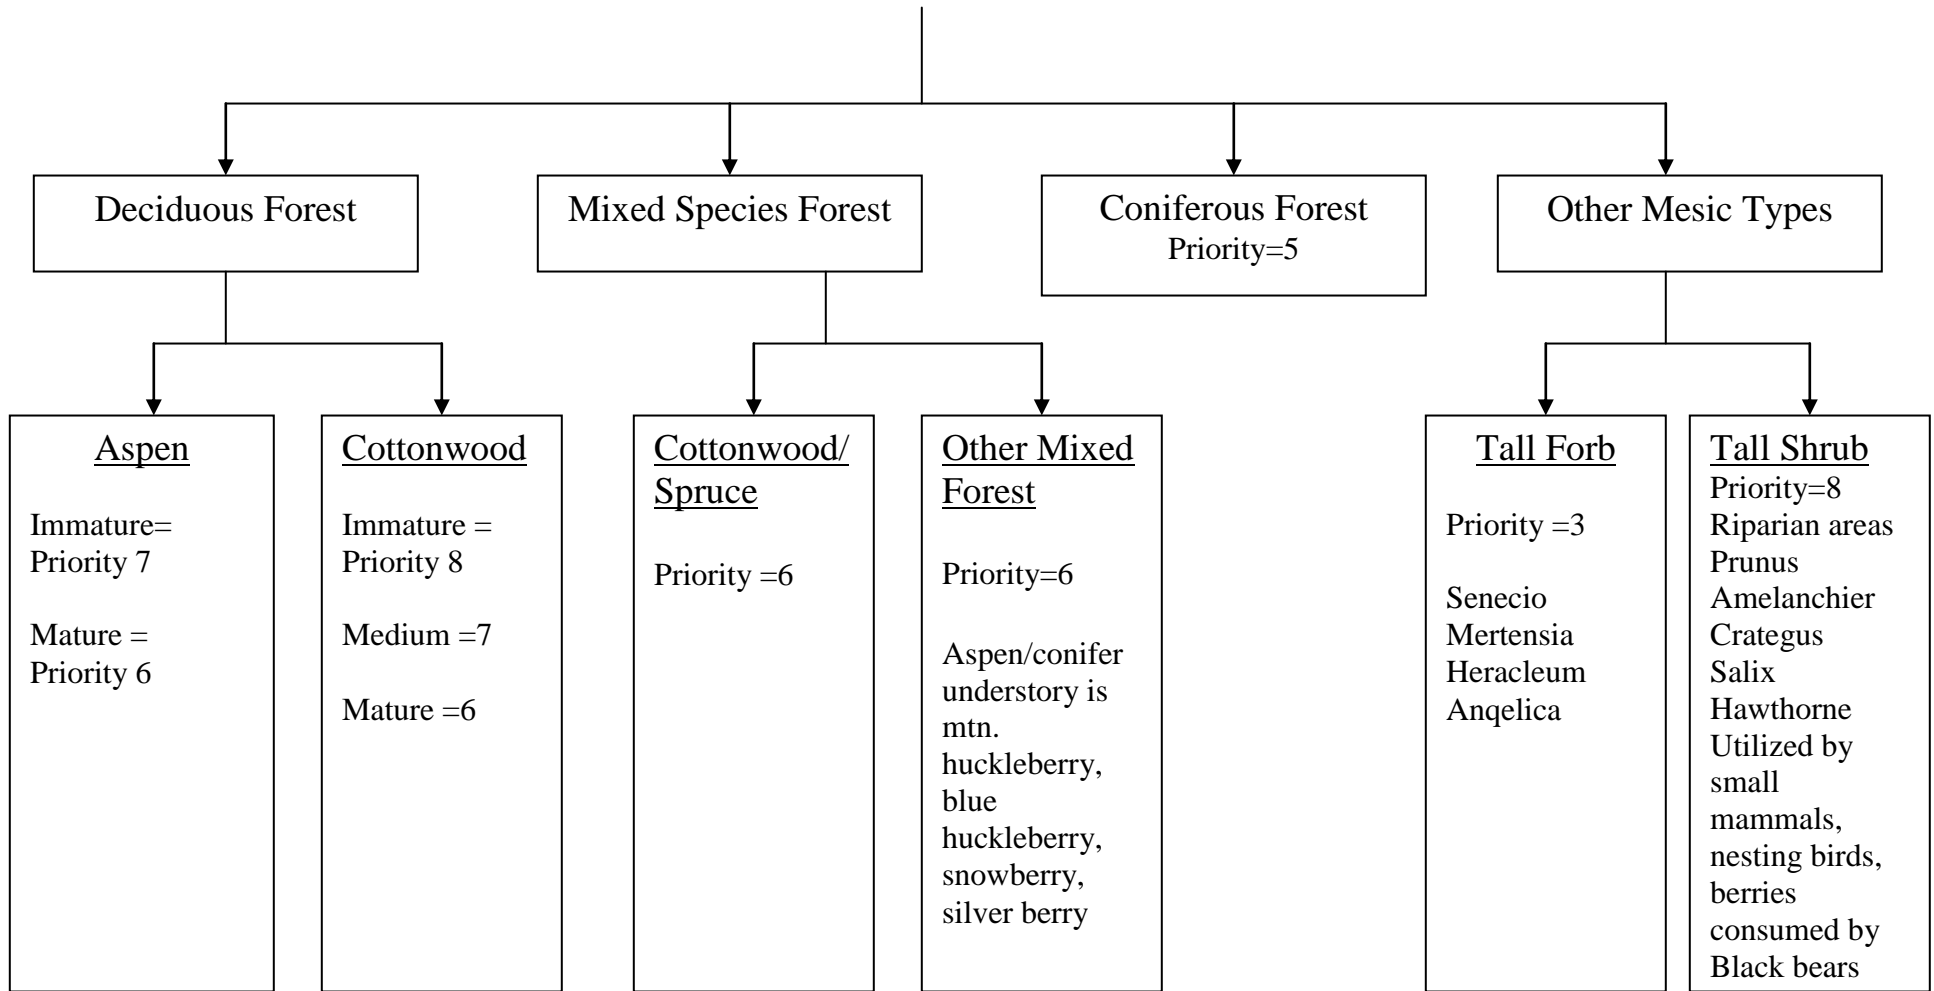 Deciduous Forest
Mixed Species Forest
Coniferous Forest
Priority=5
Other Mesic Types
Aspen
Immature=
Priority 7
Mature =
Priority 6
Cottonwood
Immature =
Priority 8
Medium =7
Mature =6
Cottonwood/
Spruce
Priority =6
Other Mixed
Forest
Priority=6
Aspen/conifer
understory is
mtn.
huckleberry,
blue
huckleberry,
snowberry,
silver berry
Tall Forb
Priority =3
Senecio
Mertensia
Heracleum
Anqelica
Tall Shrub
Priority=8
Riparian areas
Prunus
Amelanchier
Crategus
Salix
Hawthorne
Utilized by
small
mammals,
nesting birds,
berries
consumed by
Black bears